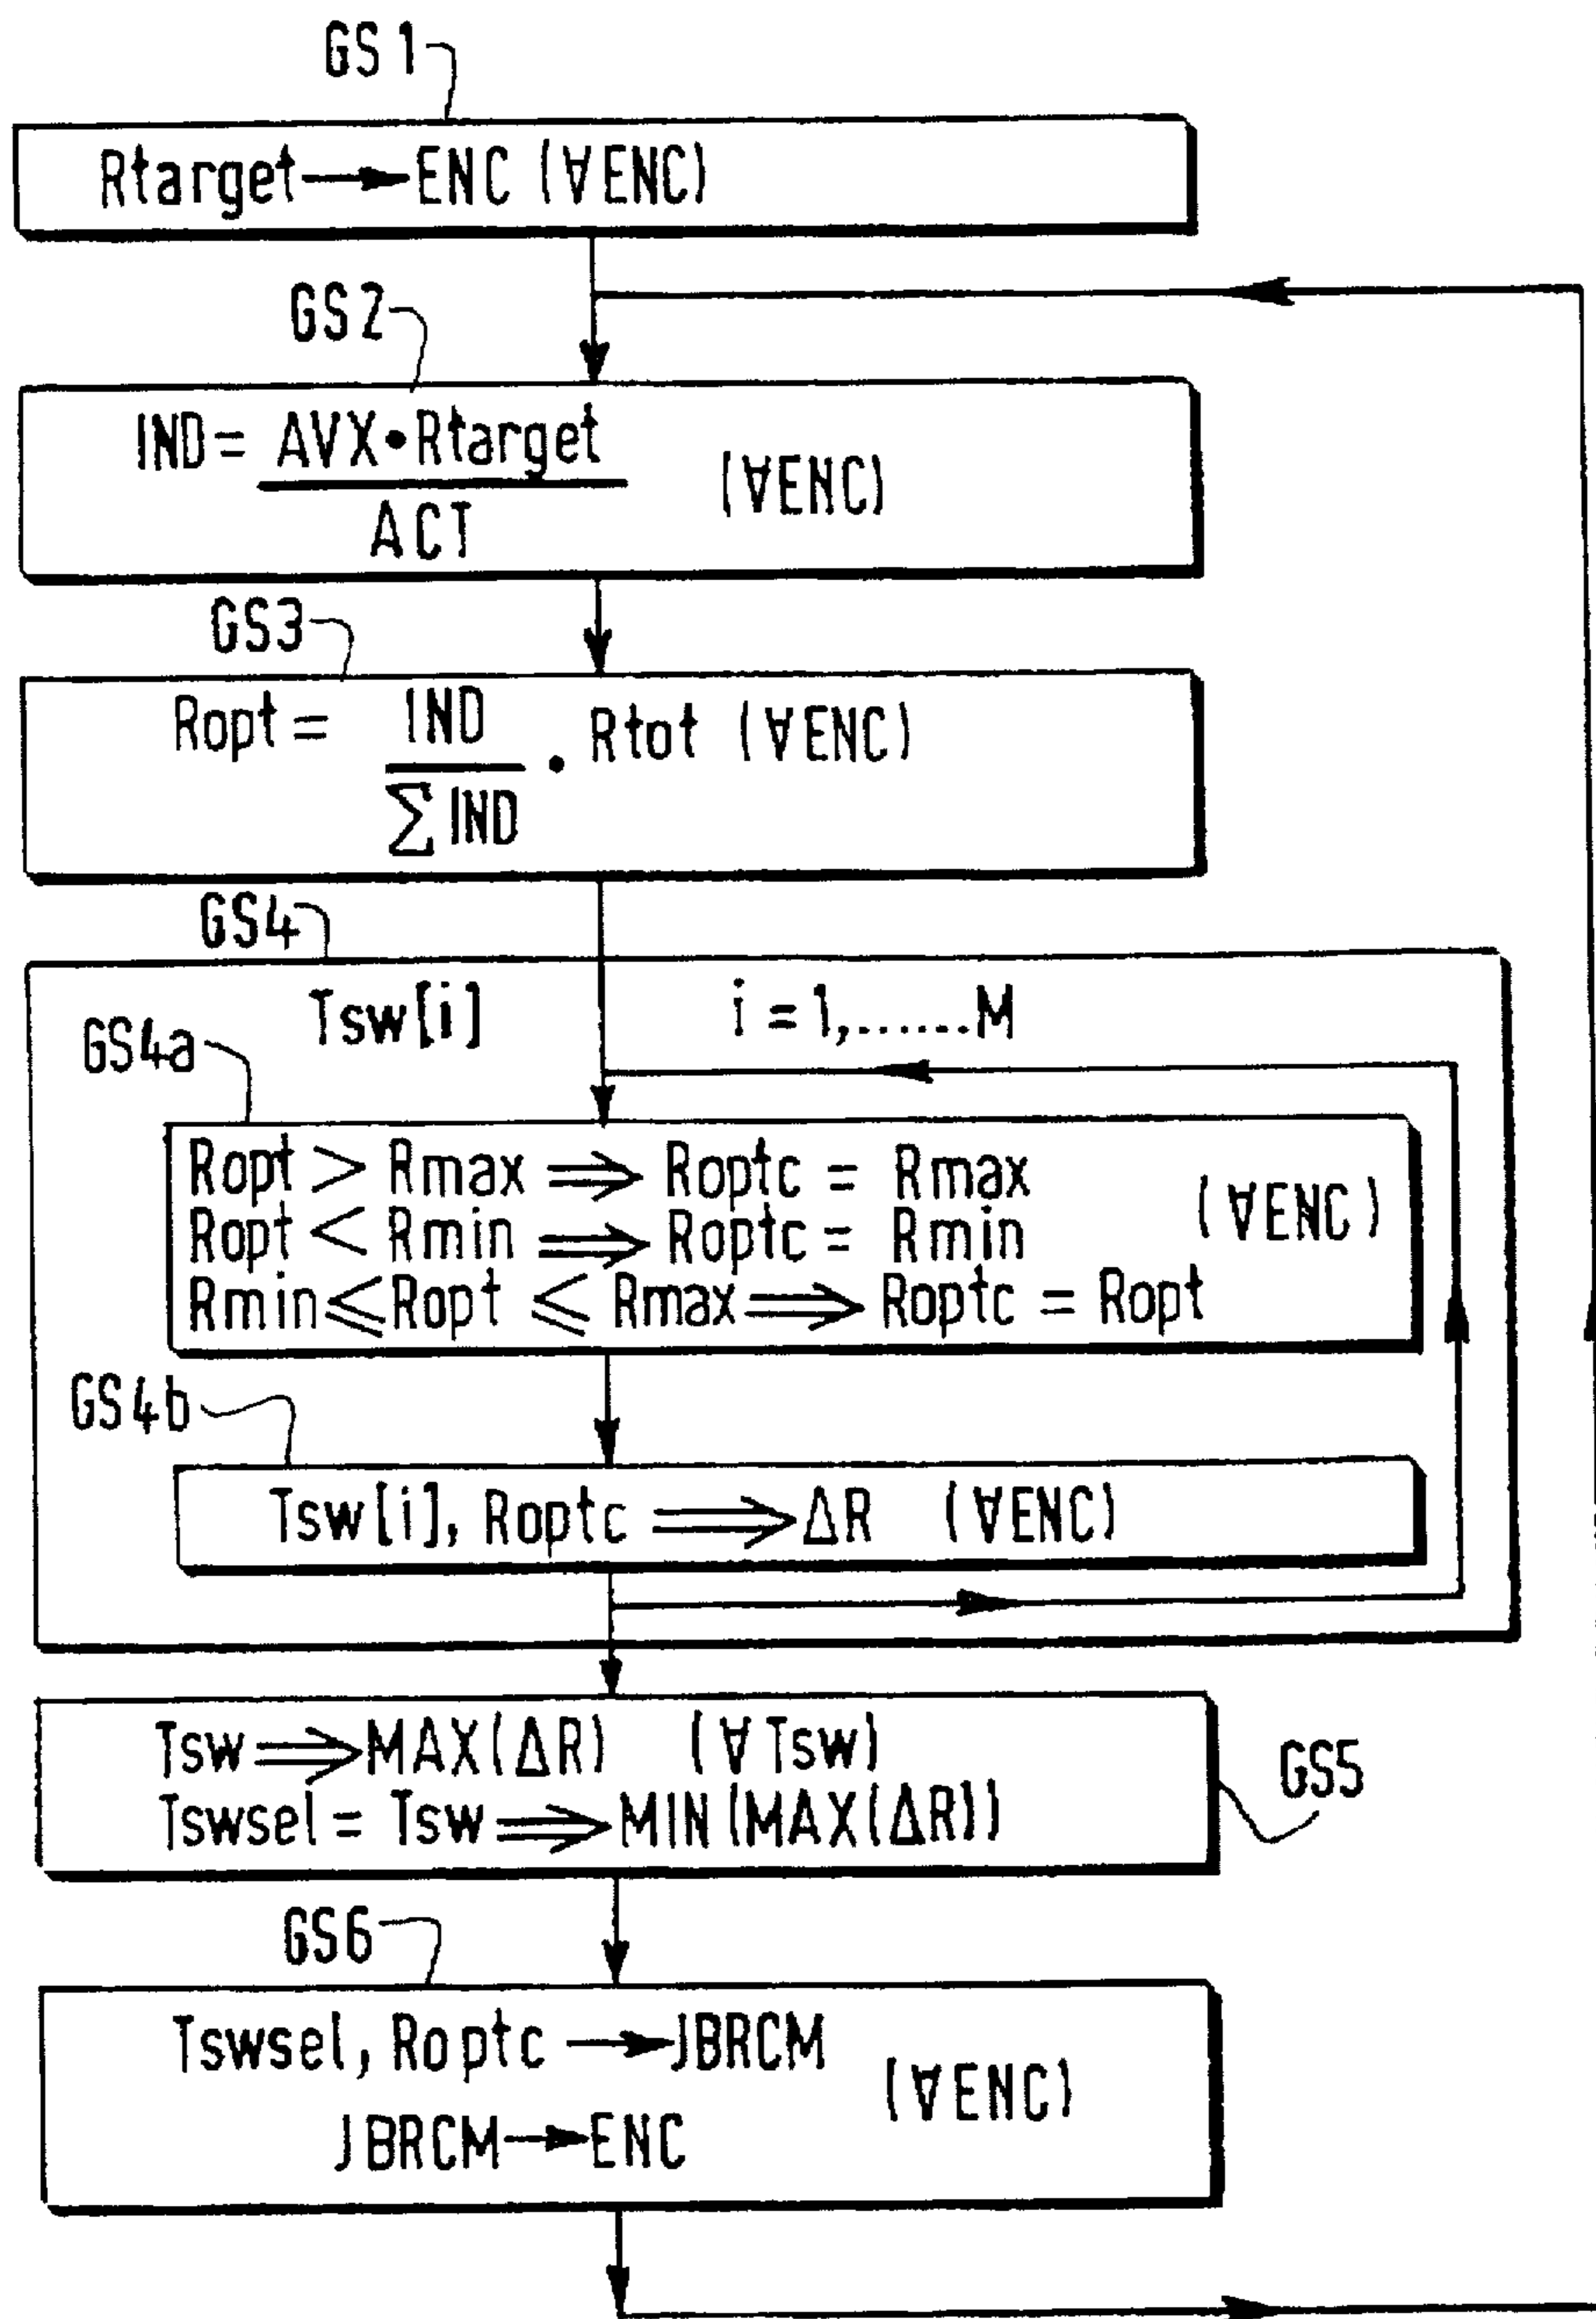 GS1
Rtarget → ENC (∀ENC)
GS2
IND = AVX•Rtarget / ACT (∀ENC)
GS3
Ropt = IND / ∑ IND • Rtot (∀ENC)
GS4
Tsw[i] i = 1,.......M
GS4a
Ropt > Rmax ⇒ Roptc = Rmax
Ropt < Rmin ⇒ Roptc = Rmin (∀ENC)
Rmin ≤ Ropt ≤ Rmax ⇒ Roptc = Ropt
GS4b
Tsw[i], Roptc ⇒ ΔR (∀ENC)
Tsw ⇒ MAX(ΔR) (∀Tsw)
Tswsel = Tsw ⇒ MIN(MAX(ΔR))
GS5
GS6
Tswsel, Roptc → JBRCM
(∀ENC)
JBRCM → ENC